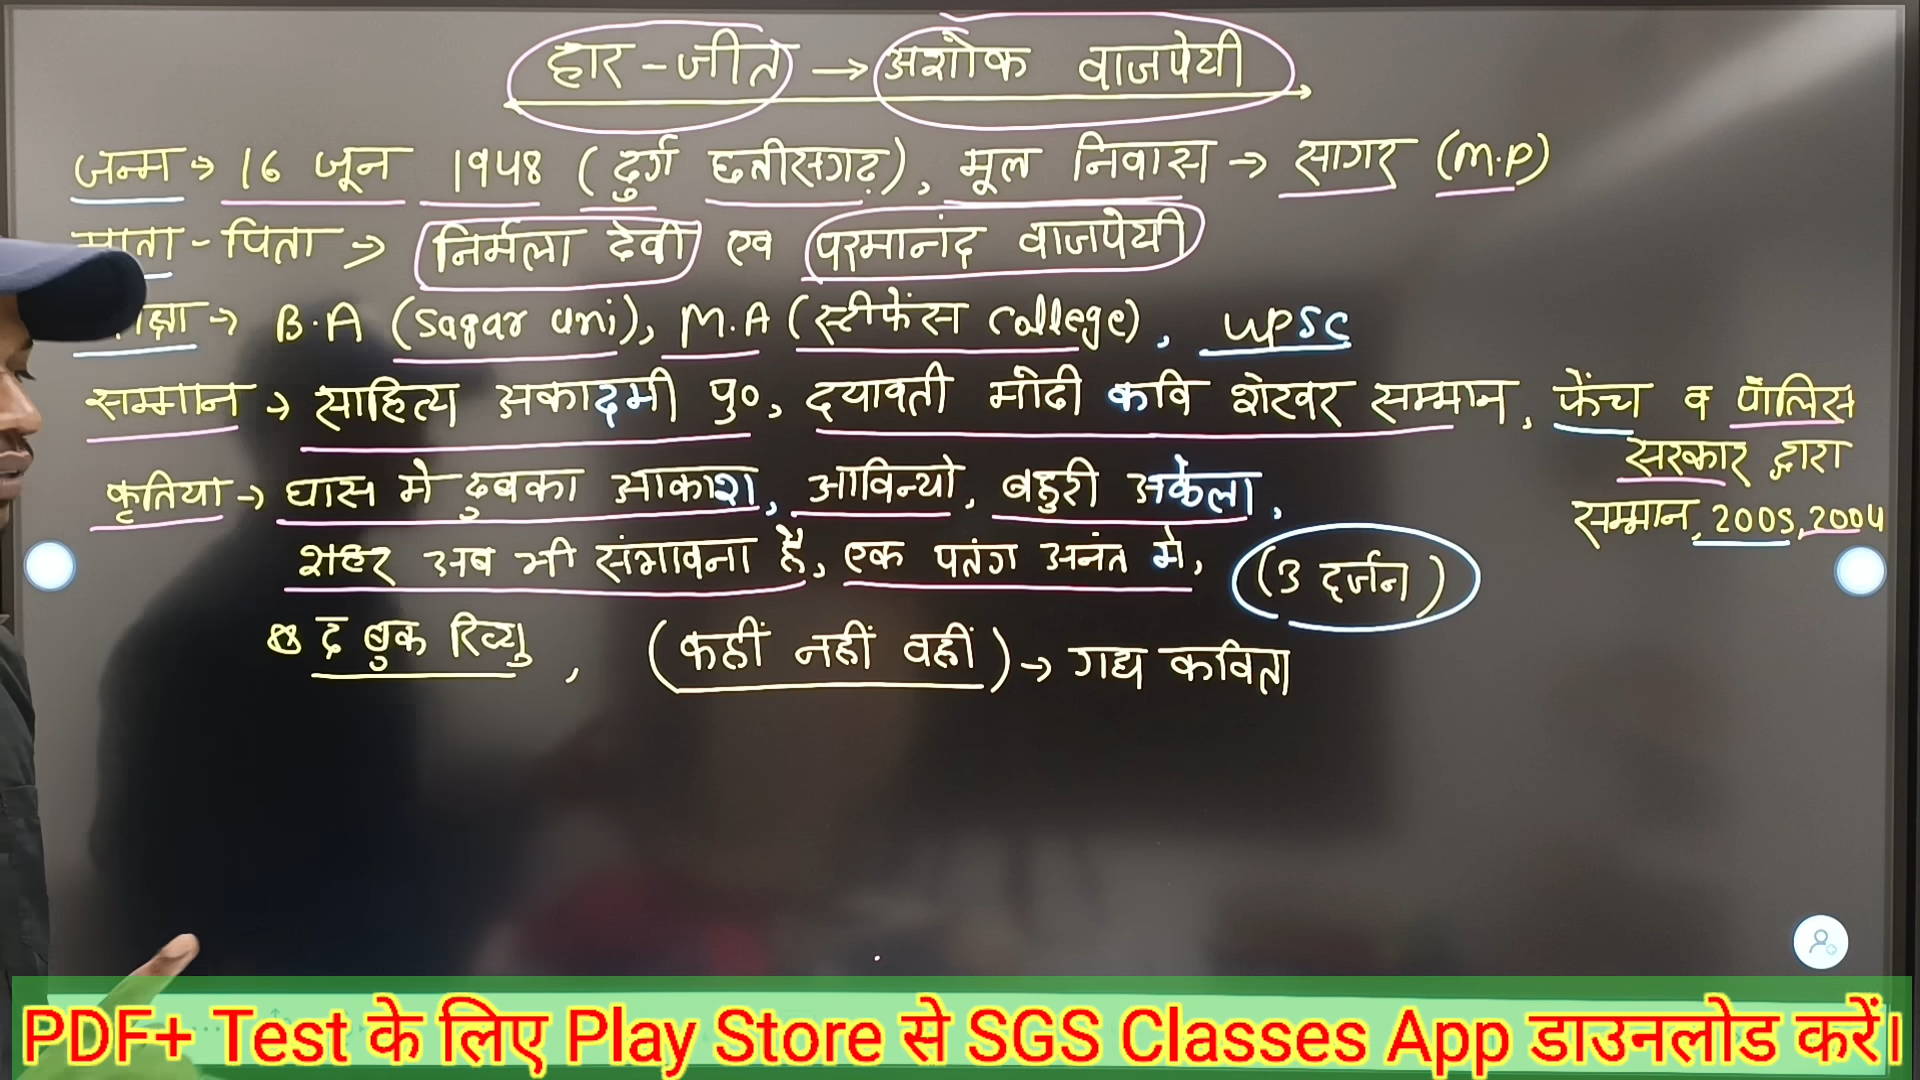 हार-जीत → अशोक वाजपेयी
जन्म → 16 जून 1948 (दुर्ग छत्तीसगढ़), मूल निवास → सागर (M.P)
माता - पिता → निर्मला देवी एव परमानंद वाजपेयी
→ B.A (Sagar uni), M.A (स्टीफेंस College), UPSC
सम्मान → साहित्य अकादमी पु०, दयावती मोदी कवि शेखर सम्मान, फेंच व पोलिस
सरकार द्वारा
सम्मान, 2005, 2004
कृतिया → घास मे दुबका आकाश, आविन्यो, बहुरी अकेला,
शहर अब भी संभावना है, एक पतंग अनंत मे, (3 दर्जन)
द बुक रिव्यु, (कहीं नहीं वहीं) → गद्य कविता
PDF+ Test के लिए Play Store से SGS Classes App डाउनलोड करें।